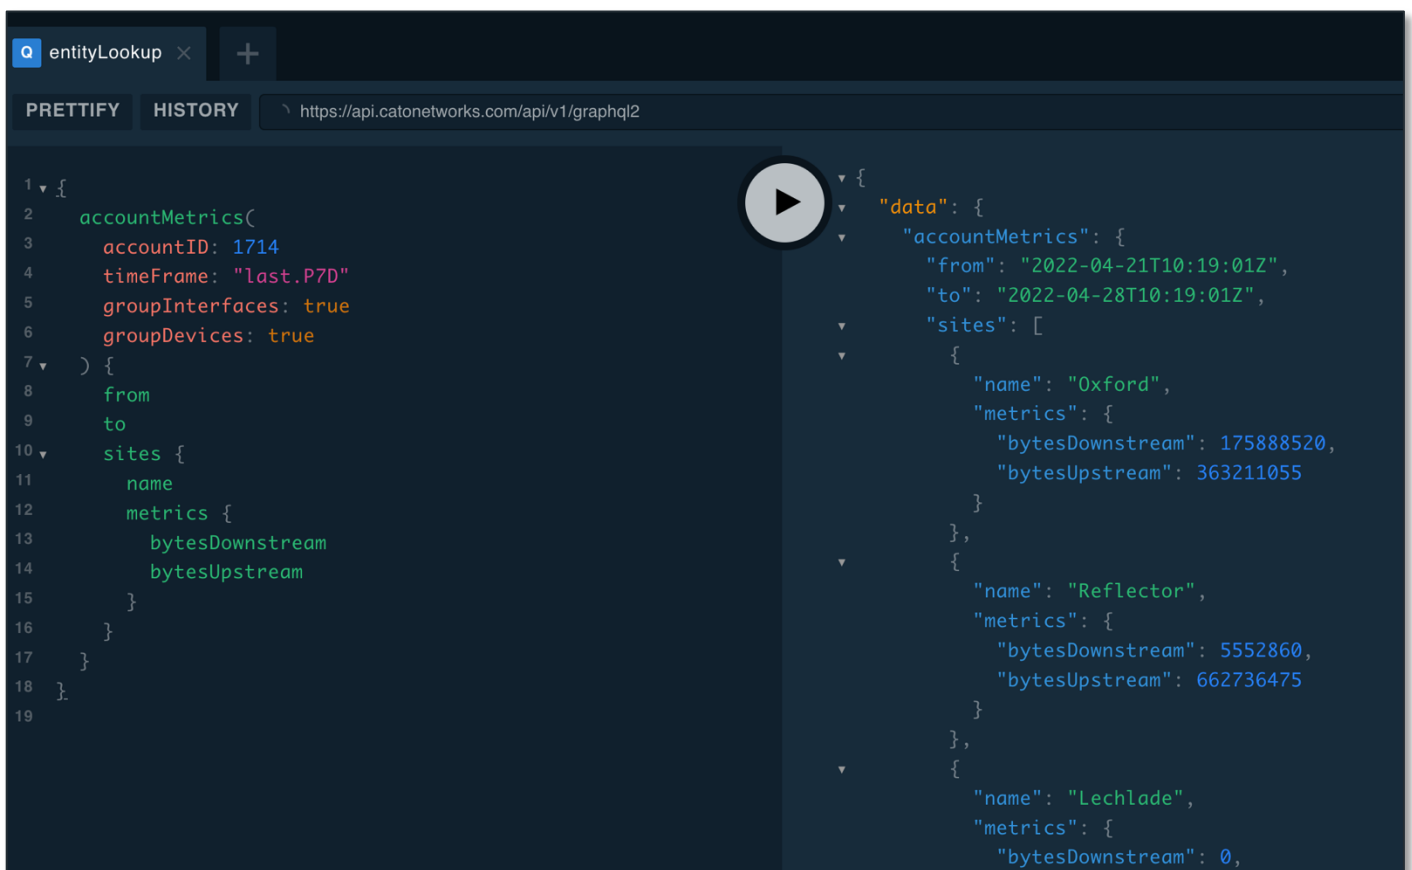 Q entityLookup ×
PRETTIFY HISTORY https://api.catonetworks.com/api/v1/graphql2
1 {
2 accountMetrics(
3 accountID: 1714
4 timeFrame: "last.P7D"
5 groupInterfaces: true
6 groupDevices: true
7 ) {
8 from
9 to
10 sites {
11 name
12 metrics {
13 bytesDownstream
14 bytesUpstream
15 }
16 }
17 }
18 }
19
{
"data": {
"accountMetrics": {
"from": "2022-04-21T10:19:01Z",
"to": "2022-04-28T10:19:01Z",
"sites": [
{
"name": "Oxford",
"metrics": {
"bytesDownstream": 175888520,
"bytesUpstream": 363211055
}
},
{
"name": "Reflector",
"metrics": {
"bytesDownstream": 5552860,
"bytesUpstream": 662736475
}
},
{
"name": "Lechlade",
"metrics": {
"bytesDownstream": 0,